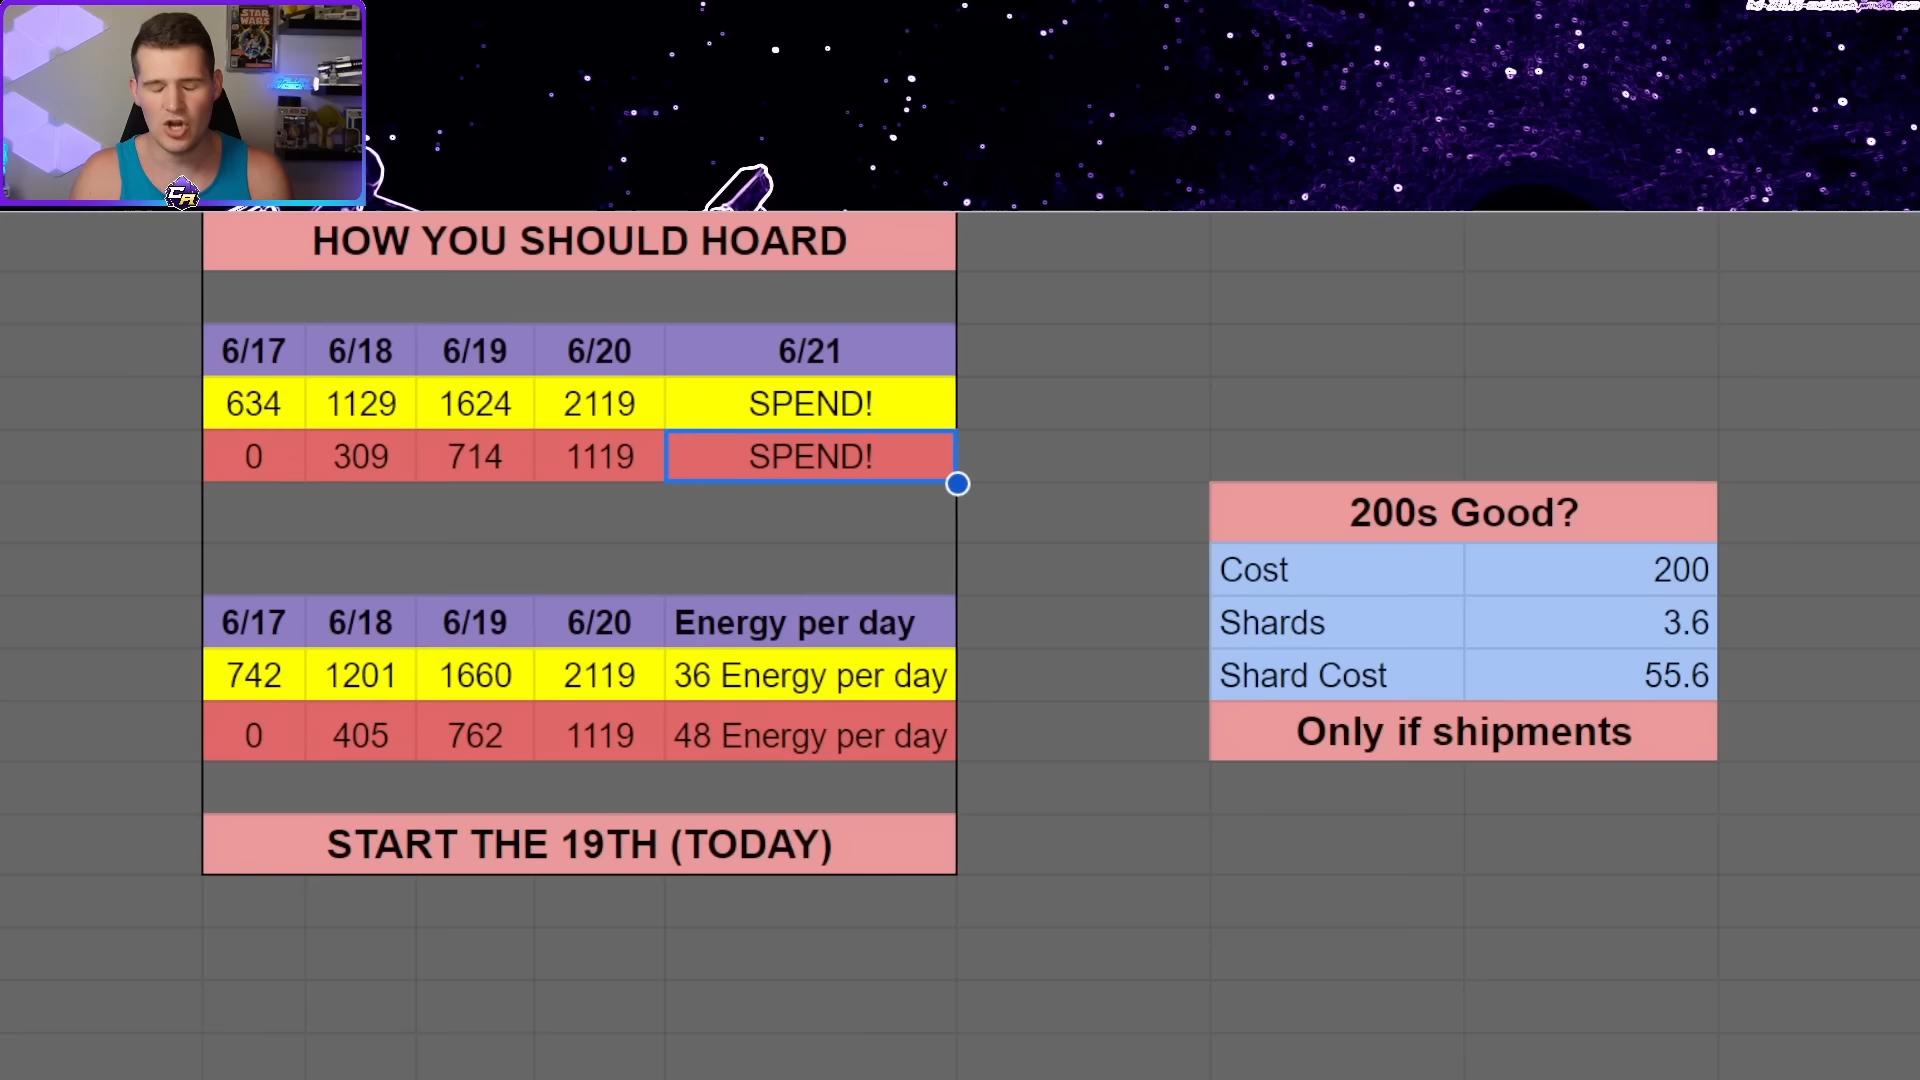 STAR
WARS
HOW YOU SHOULD HOARD
6/17 6/18 6/19 6/20 6/21
634 1129 1624 2119 SPEND!
0 309 714 1119 SPEND!
200s Good?
Cost 200
Shards 3.6
Shard Cost 55.6
Only if shipments
6/17 6/18 6/19 6/20 Energy per day
742 1201 1660 2119 36 Energy per day
0 405 762 1119 48 Energy per day
START THE 19TH (TODAY)